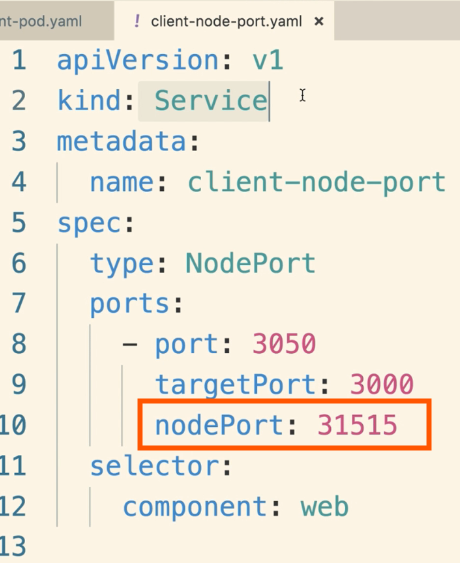 nt-pod.yaml ! client-node-port.yaml ×
1 apiVersion: v1
2 kind: Service
3 metadata:
4 name: client-node-port
5 spec:
6 type: NodePort
7 ports:
8 - port: 3050
9 targetPort: 3000
10 nodePort: 31515
11 selector:
12 component: web
13